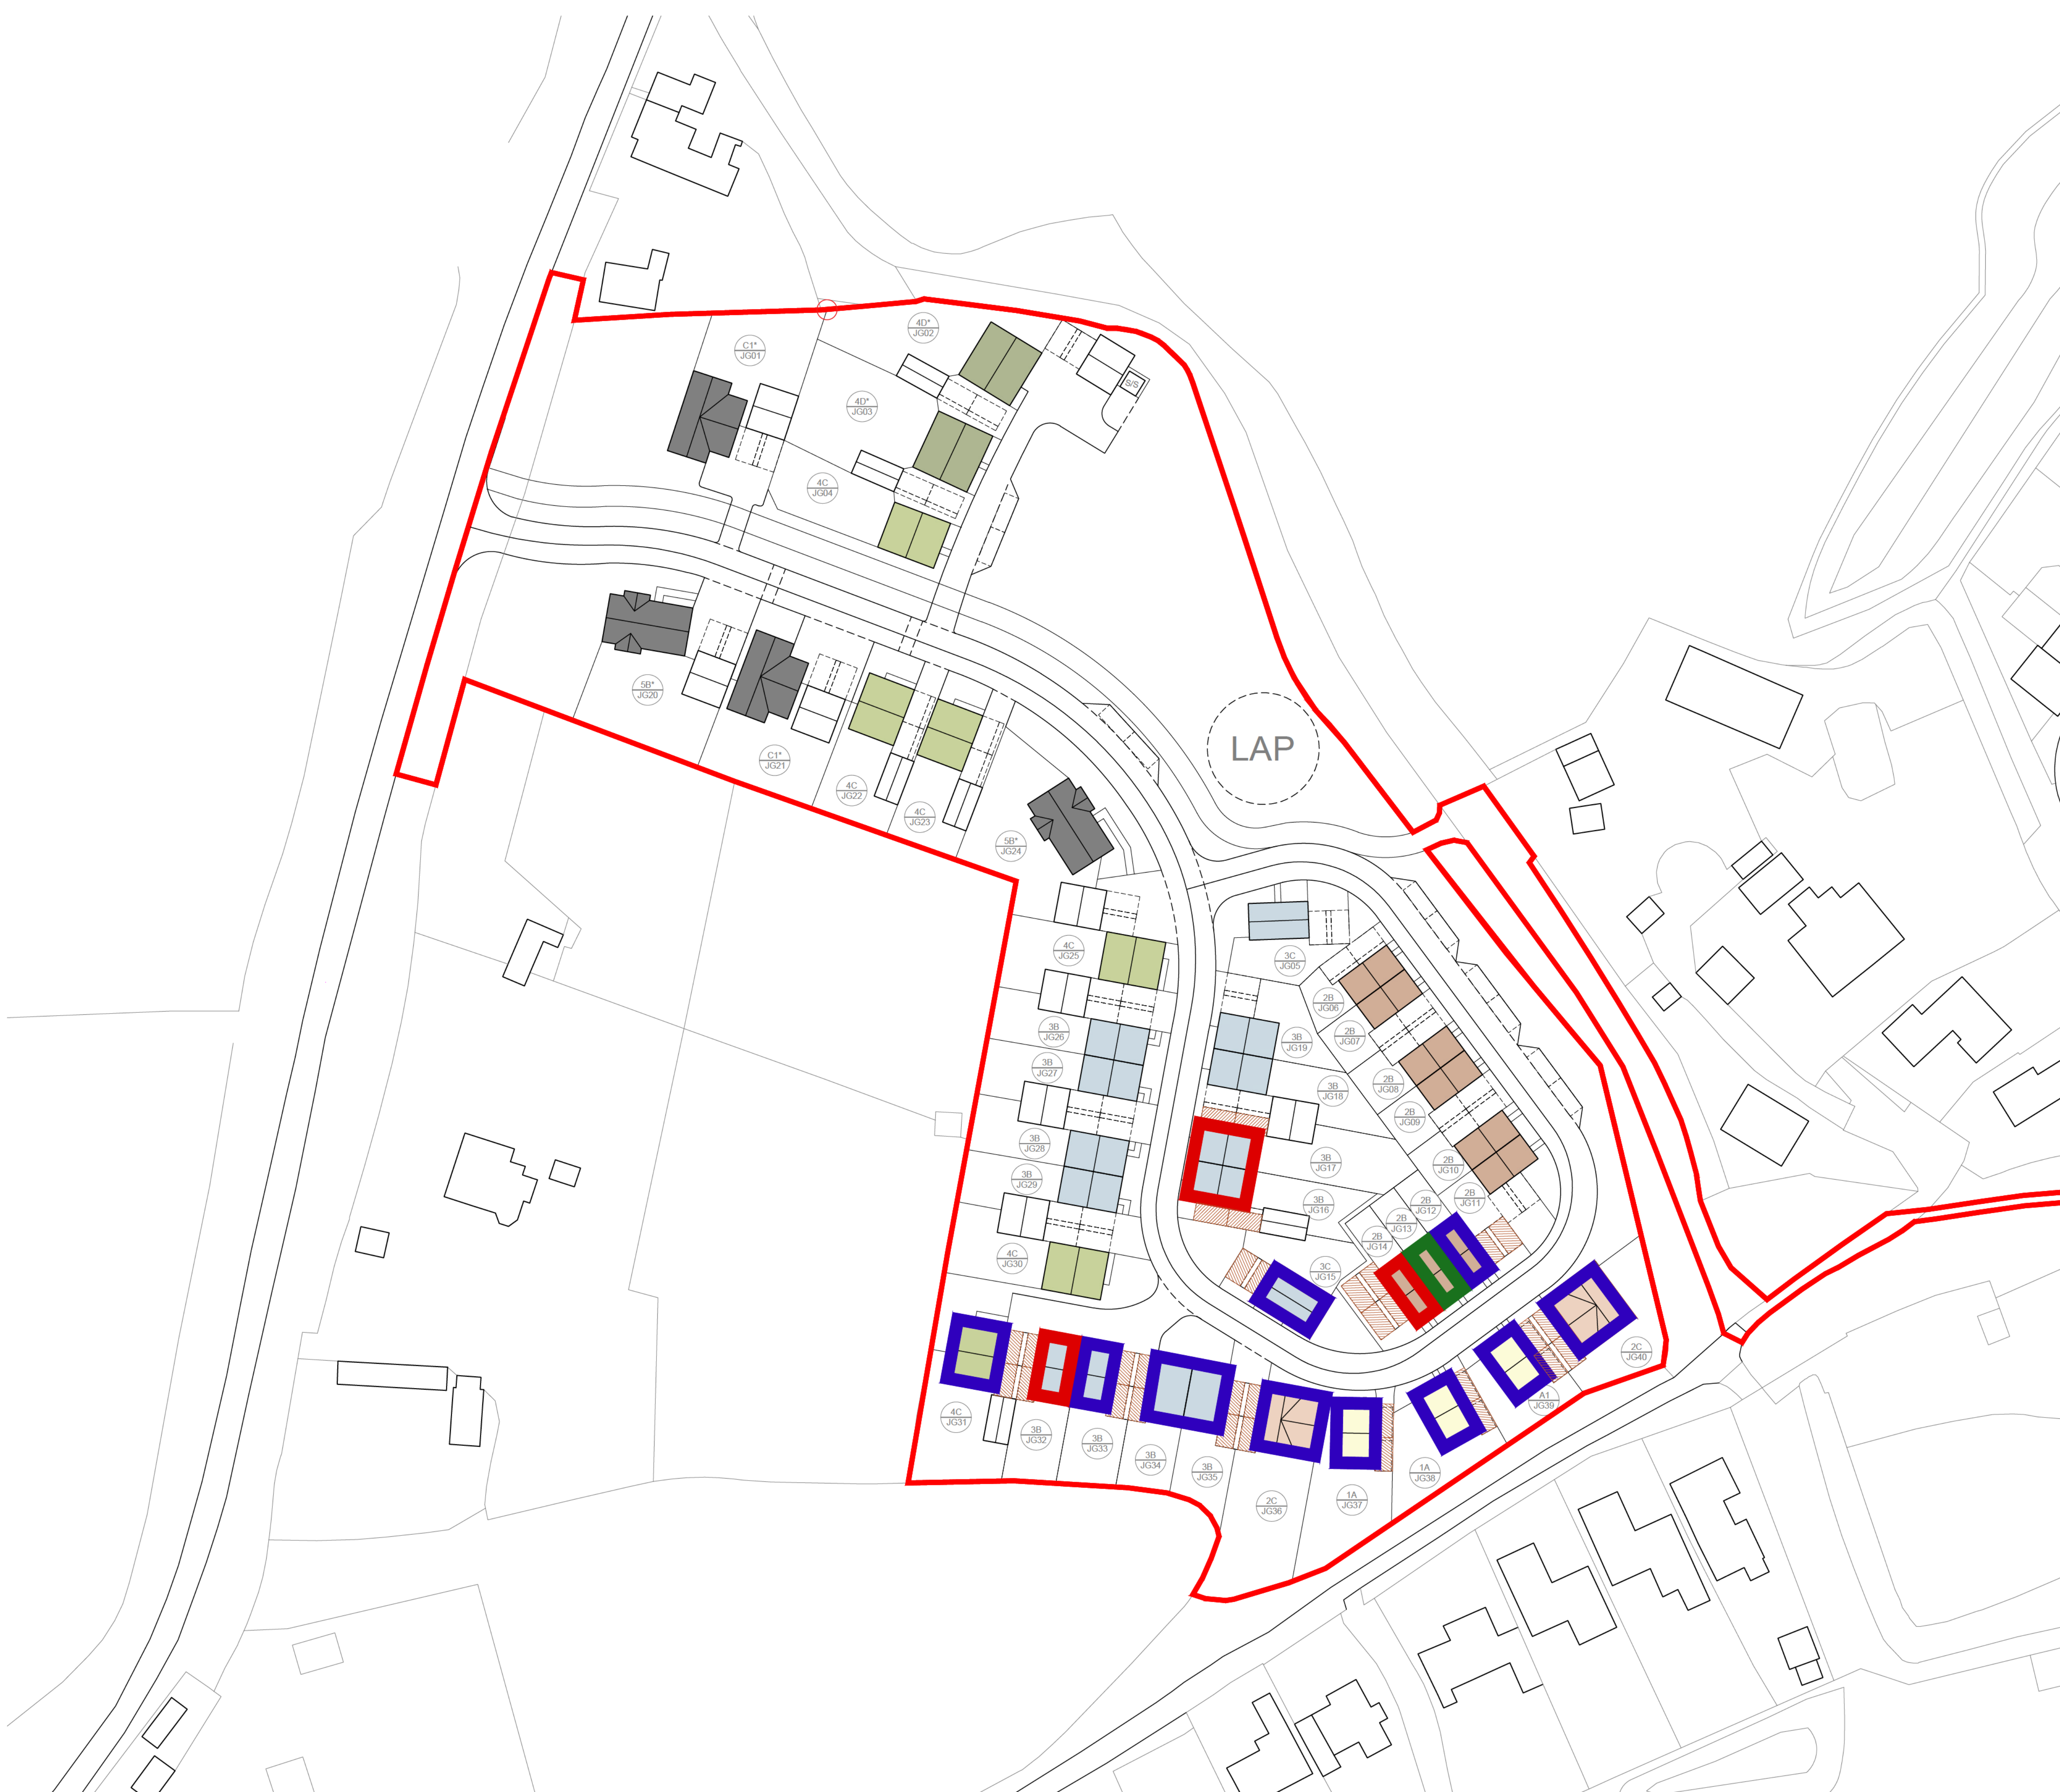 4D*
JG02
C1*
JG01
S/S
4D*
JG03
4C
JG04
5B*
JG20
C1*
JG21
4C
JG22
4C
JG23
5B*
JG24
LAP
4C
JG25
3C
JG05
2B
JG06
2B
JG07
3B
JG26
3B
JG19
3B
JG27
2B
JG08
3B
JG18
2B
JG09
3B
JG28
3B
JG17
2B
JG10
3B
JG29
2B
JG11
3B
JG16
2B
JG12
2B
JG13
2B
JG14
4C
JG30
3C
JG15
2C
JG40
A1
JG39
4C
JG31
3B
JG32
3B
JG33
3B
JG34
3B
JG35
1A
JG38
1A
JG37
2C
JG36